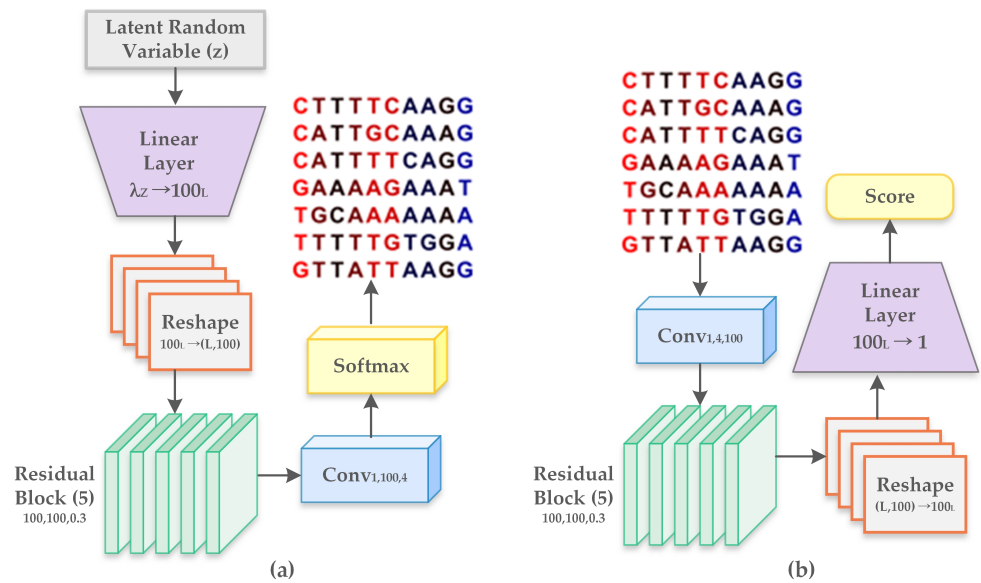 Latent Random
Variable (z)
Linear
Layer
λZ→100L
Reshape
100L→(L,100)
Residual
Block (5)
100,100,0.3
Conv1,100,4
Softmax
CTTTTCAAGG
CATTGCAAAG
CATTTTCAGG
GAAAAGAAAT
TGCAAAAAAA
TTTTTGTGGA
GTTATTAAGG
(a)
CTTTTCAAGG
CATTGCAAAG
CATTTTCAGG
GAAAAGAAAT
TGCAAAAAAA
TTTTTGTGGA
GTTATTAAGG
Conv1,4,100
Residual
Block (5)
100,100,0.3
Reshape
(L,100)→100L
Linear
Layer
100L→1
Score
(b)